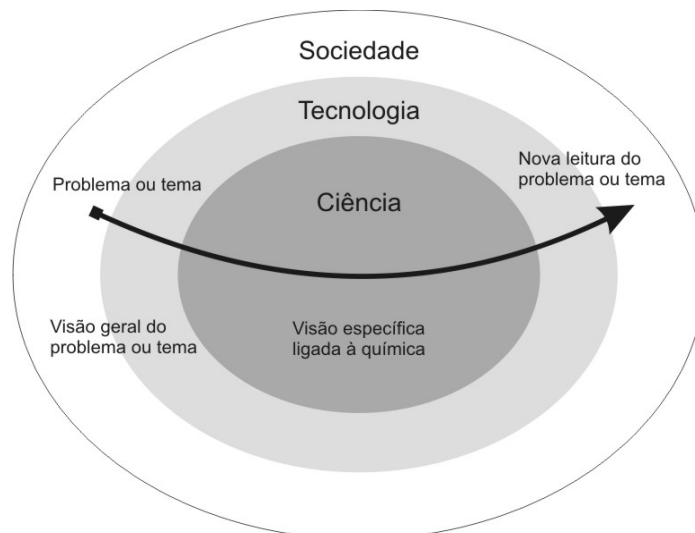 Sociedade
Tecnologia
Nova leitura do
problema ou tema
Problema ou tema
Ciência
Visão geral do
problema ou tema
Visão específica
ligada à química